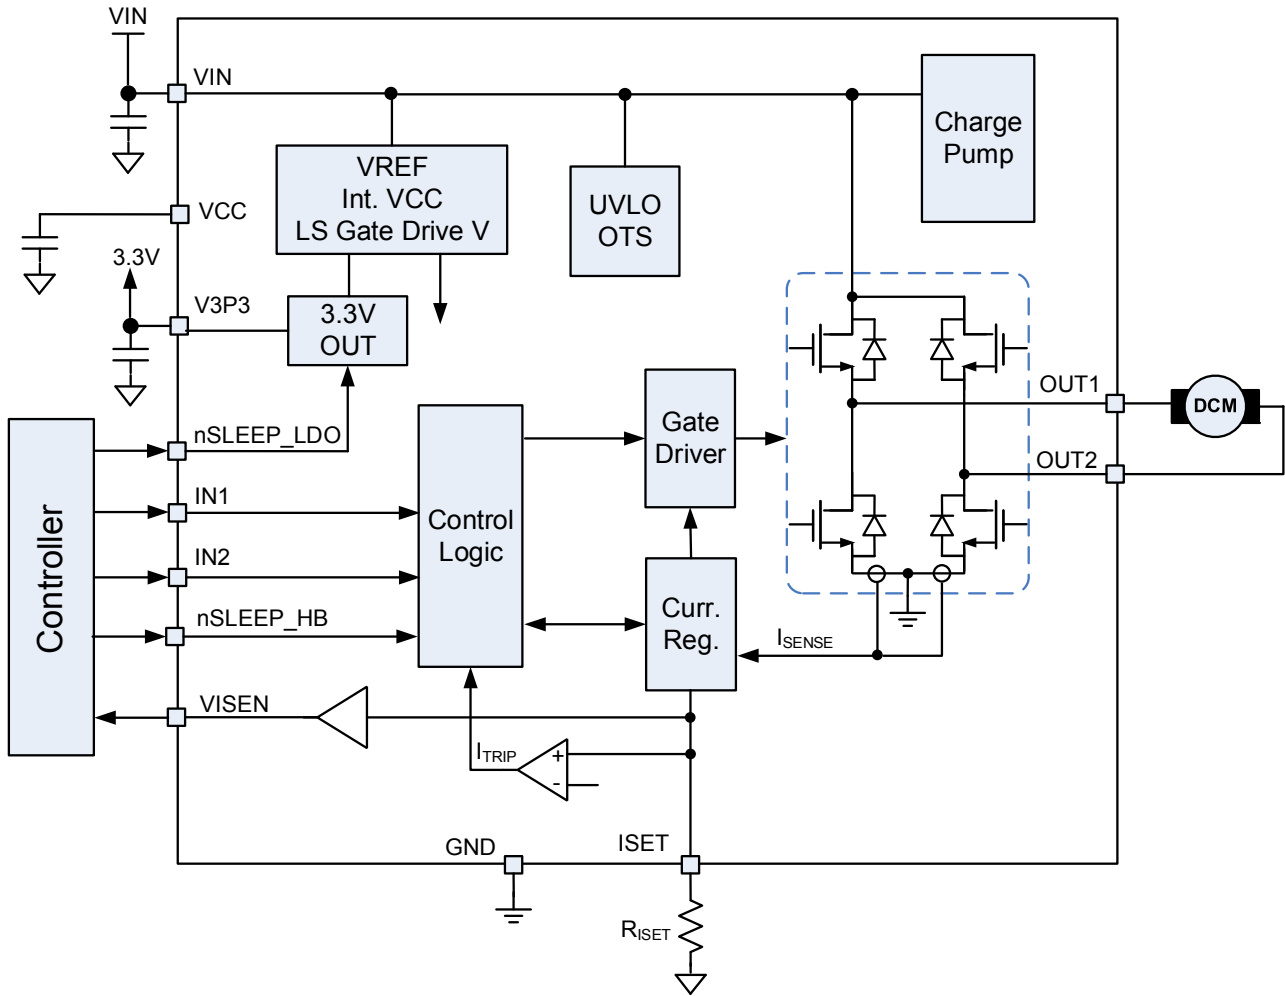 VIN
VIN
Charge
Pump
VREF
Int. VCC
LS Gate Drive V
UVLO
OTS
VCC
3.3V
V3P3
3.3V
OUT
OUT1
DCM
Gate
Driver
nSLEEP_LDO
OUT2
IN1
Controller
Control
Logic
IN2
nSLEEP_HB
Curr.
Reg.
ISENSE
VISEN
ITRIP
+
-
GND
ISET
RISET